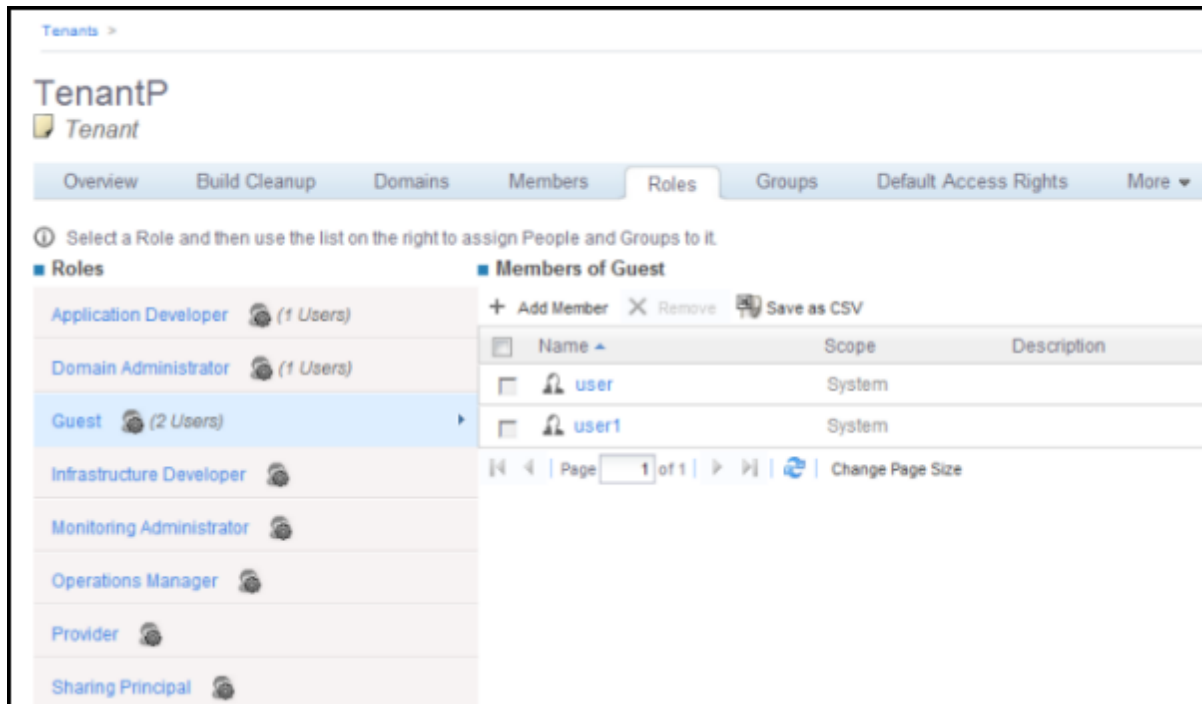 Tenants >
TenantP
Tenant
Overview Build Cleanup Domains Members Roles Groups Default Access Rights More
Select a Role and then use the list on the right to assign People and Groups to it.
Roles
Application Developer (1 Users)
Domain Administrator (1 Users)
Guest (2 Users)
Infrastructure Developer
Monitoring Administrator
Operations Manager
Provider
Sharing Principal
Members of Guest
+ Add Member Remove Save as CSV
Name Scope Description
user System
user1 System
Page 1 of 1 Change Page Size